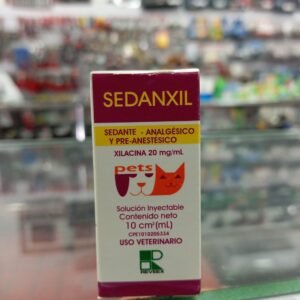 SEDANXIL
SEDANTE - ANALGÉSICO
Y PRE-ANESTÉSICO
XILACINA 20 mg/mL
pets
Solución Inyectable
Contenido neto
10 cm³(mL)
USO VETERINARIO